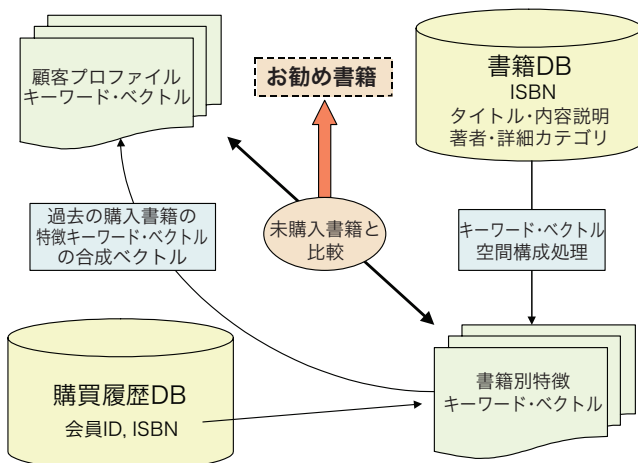 顧客プロファイル
キーワード・ベクトル
お勧め書籍
書籍DB
ISBN
タイトル・内容説明
著者・詳細カテゴリ
過去の購入書籍の
特徴キーワード・ベクトル
の合成ベクトル
未購入書籍と
比較
キーワード・ベクトル
空間構成処理
購買履歴DB
会員ID, ISBN
書籍別特徴
キーワード・ベクトル